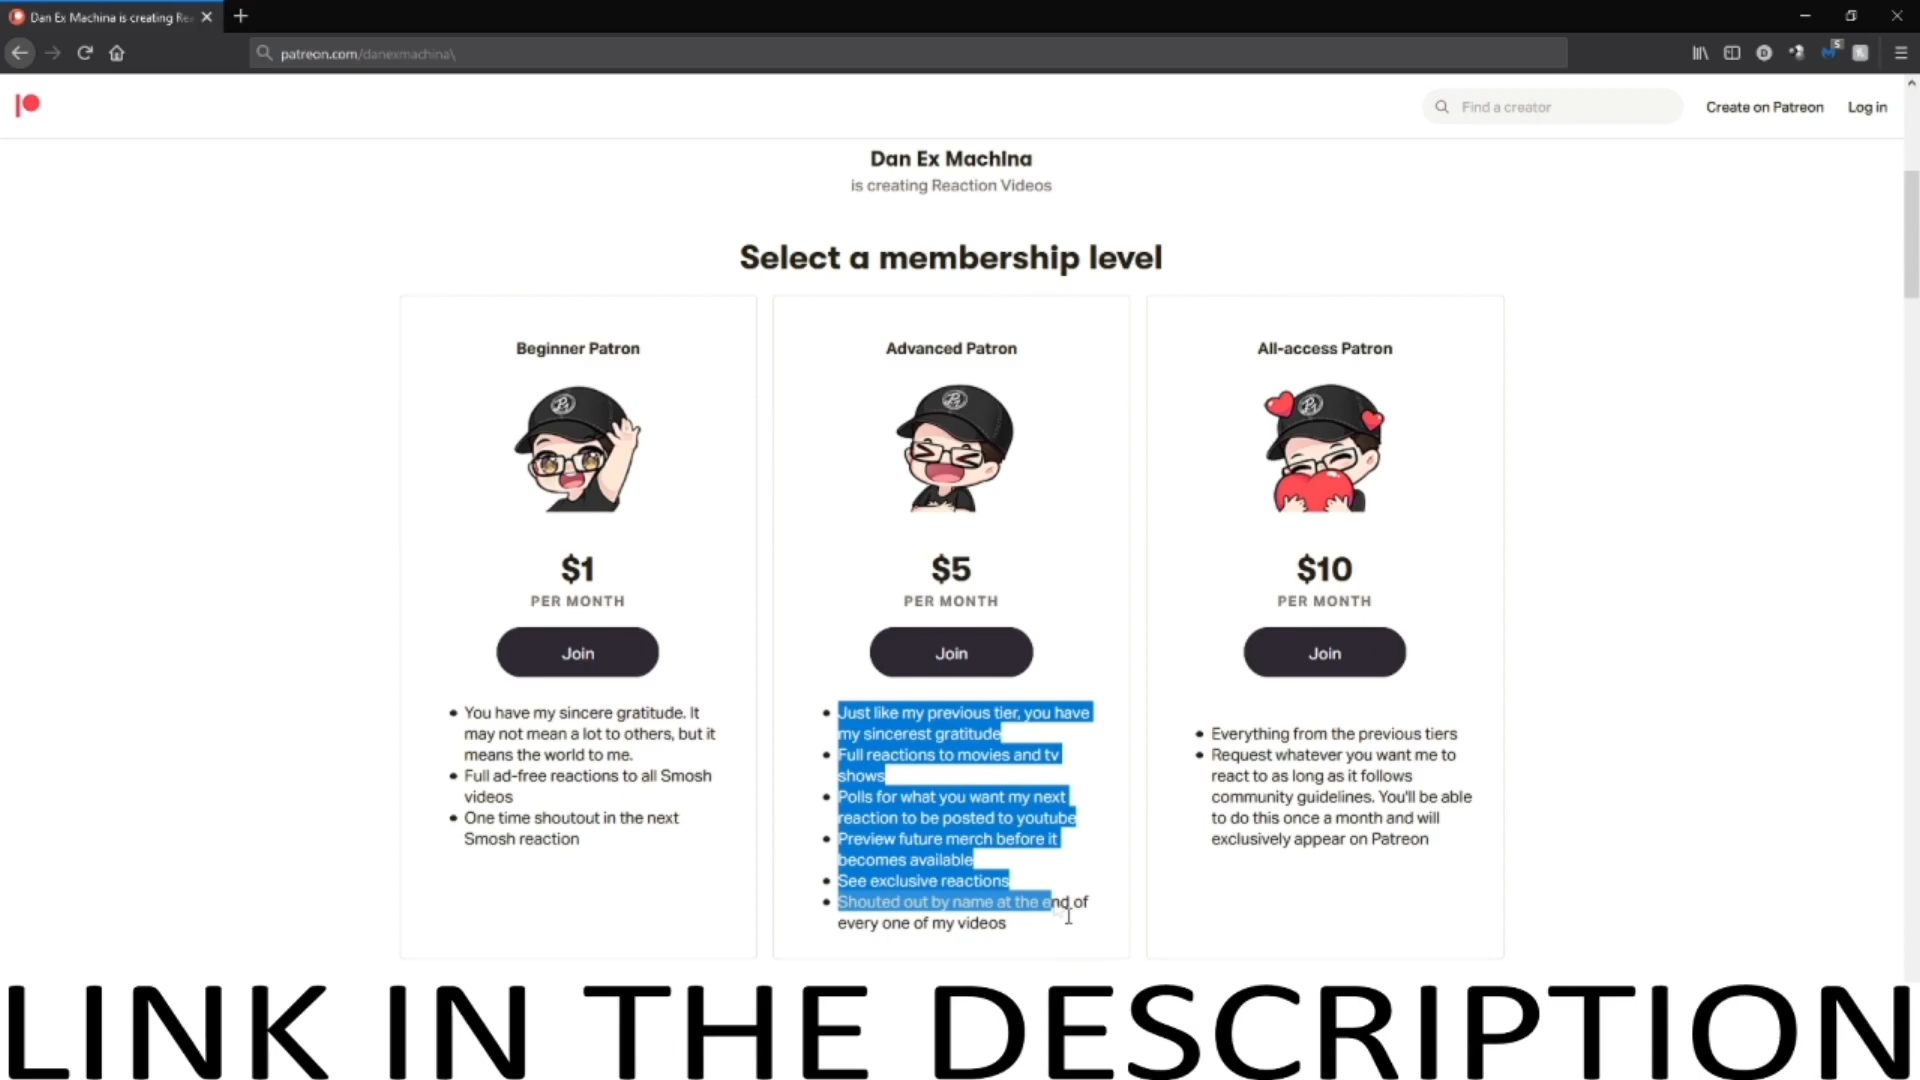 Dan Ex Machina is creating Rea
patreon.com/danexmachina\
Find a creator
Create on Patreon
Log in
Dan Ex Machina
is creating Reaction Videos
Select a membership level
Beginner Patron
$1
PER MONTH
Join
You have my sincere gratitude. It
may not mean a lot to others, but it
means the world to me.
Full ad-free reactions to all Smosh
videos
One time shoutout in the next
Smosh reaction
Advanced Patron
$5
PER MONTH
Join
Just like my previous tier, you have
my sincerest gratitude
Full reactions to movies and tv
shows
Polls for what you want my next
reaction to be posted to youtube
Preview future merch before it
becomes available
See exclusive reactions
Shouted out by name at the end of
every one of my videos
All-access Patron
$10
PER MONTH
Join
Everything from the previous tiers
Request whatever you want me to
react to as long as it follows
community guidelines. You'll be able
to do this once a month and will
exclusively appear on Patreon
LINK IN THE DESCRIPTION